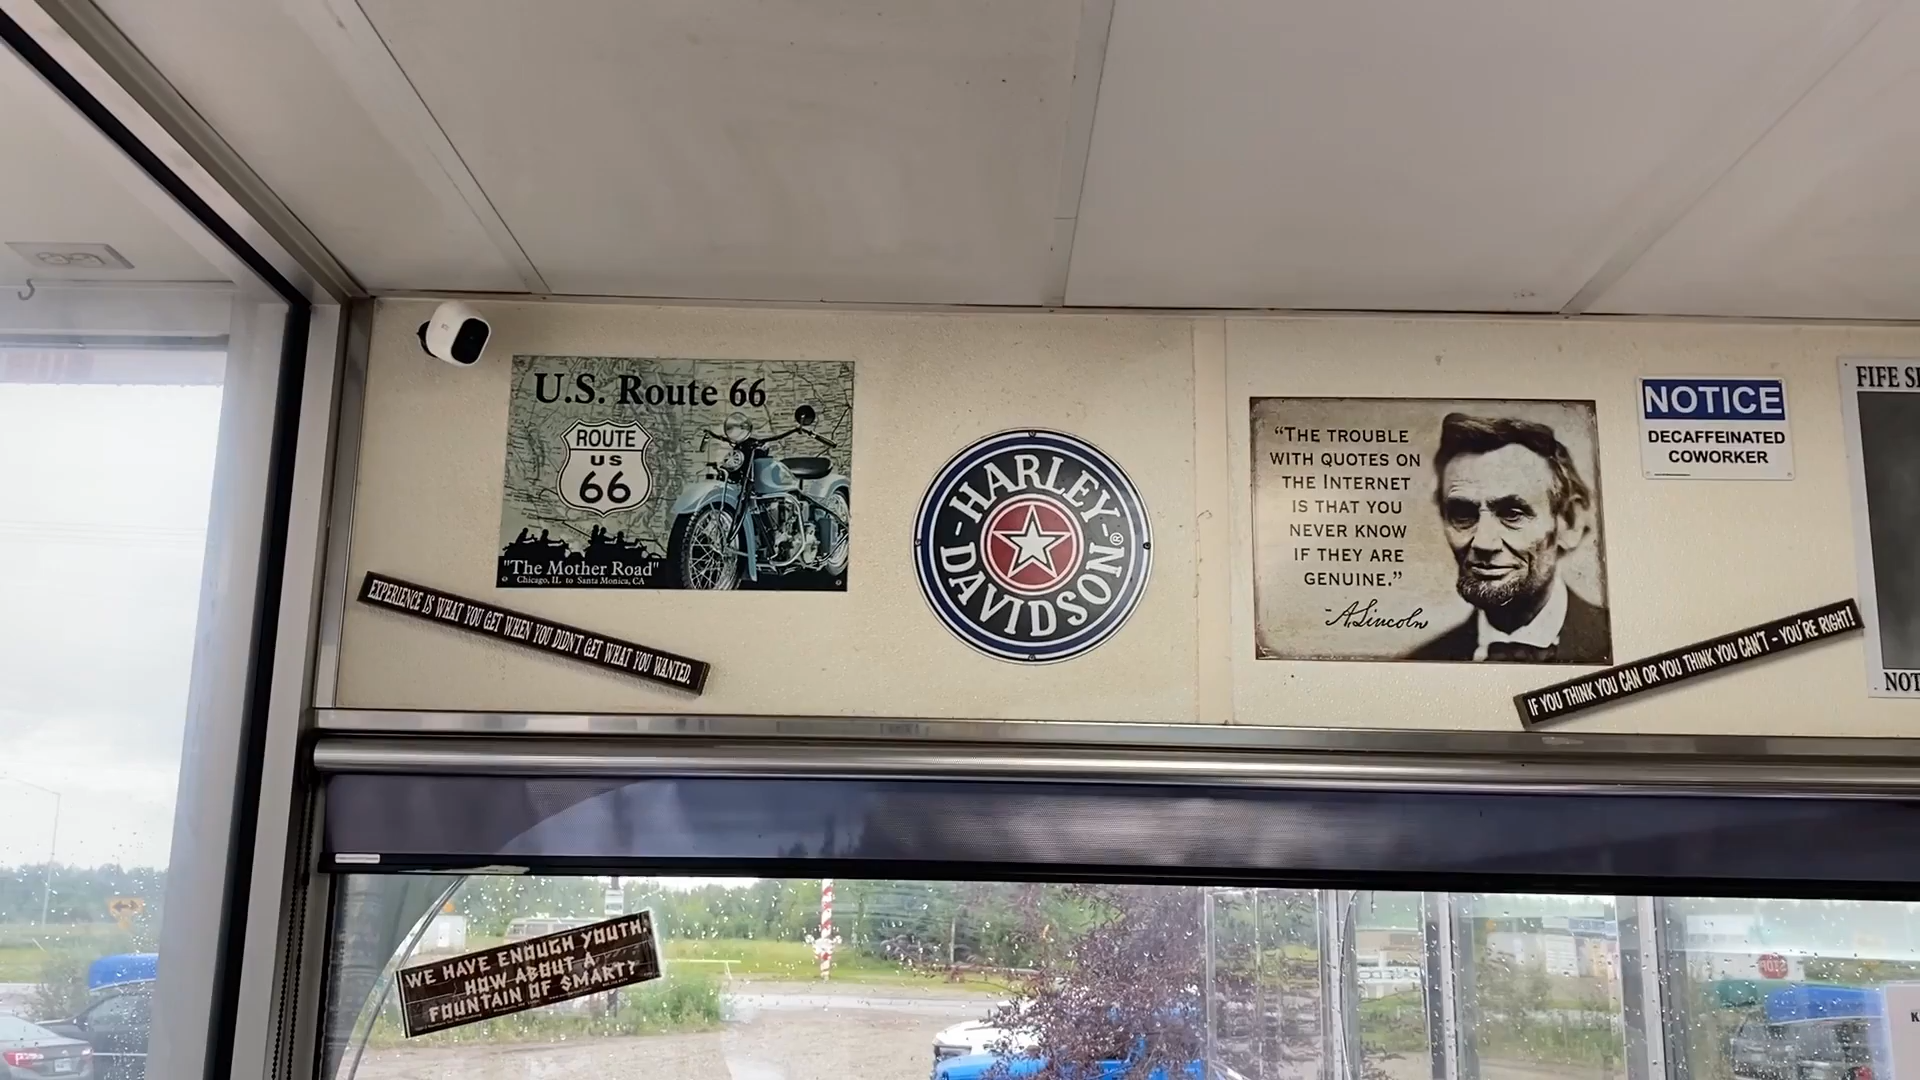 U.S. Route 66
ROUTE
US
66
"The Mother Road"
Chicago, IL to Santa Monica, CA
EXPERIENCE IS WHAT YOU GET WHEN YOU DIDN'T GET WHAT YOU WANTED.
HARLEY-DAVIDSON®
“THE TROUBLE
WITH QUOTES ON
THE INTERNET
IS THAT YOU
NEVER KNOW
IF THEY ARE
GENUINE.”
-A.Lincoln
NOTICE
DECAFFEINATED
COWORKER
IF YOU THINK YOU CAN OR YOU THINK YOU CAN'T - YOU'RE RIGHT!
FIFE
NOT
WE HAVE ENOUGH YOUTH,
HOW ABOUT A
FOUNTAIN OF SMART?
STOP